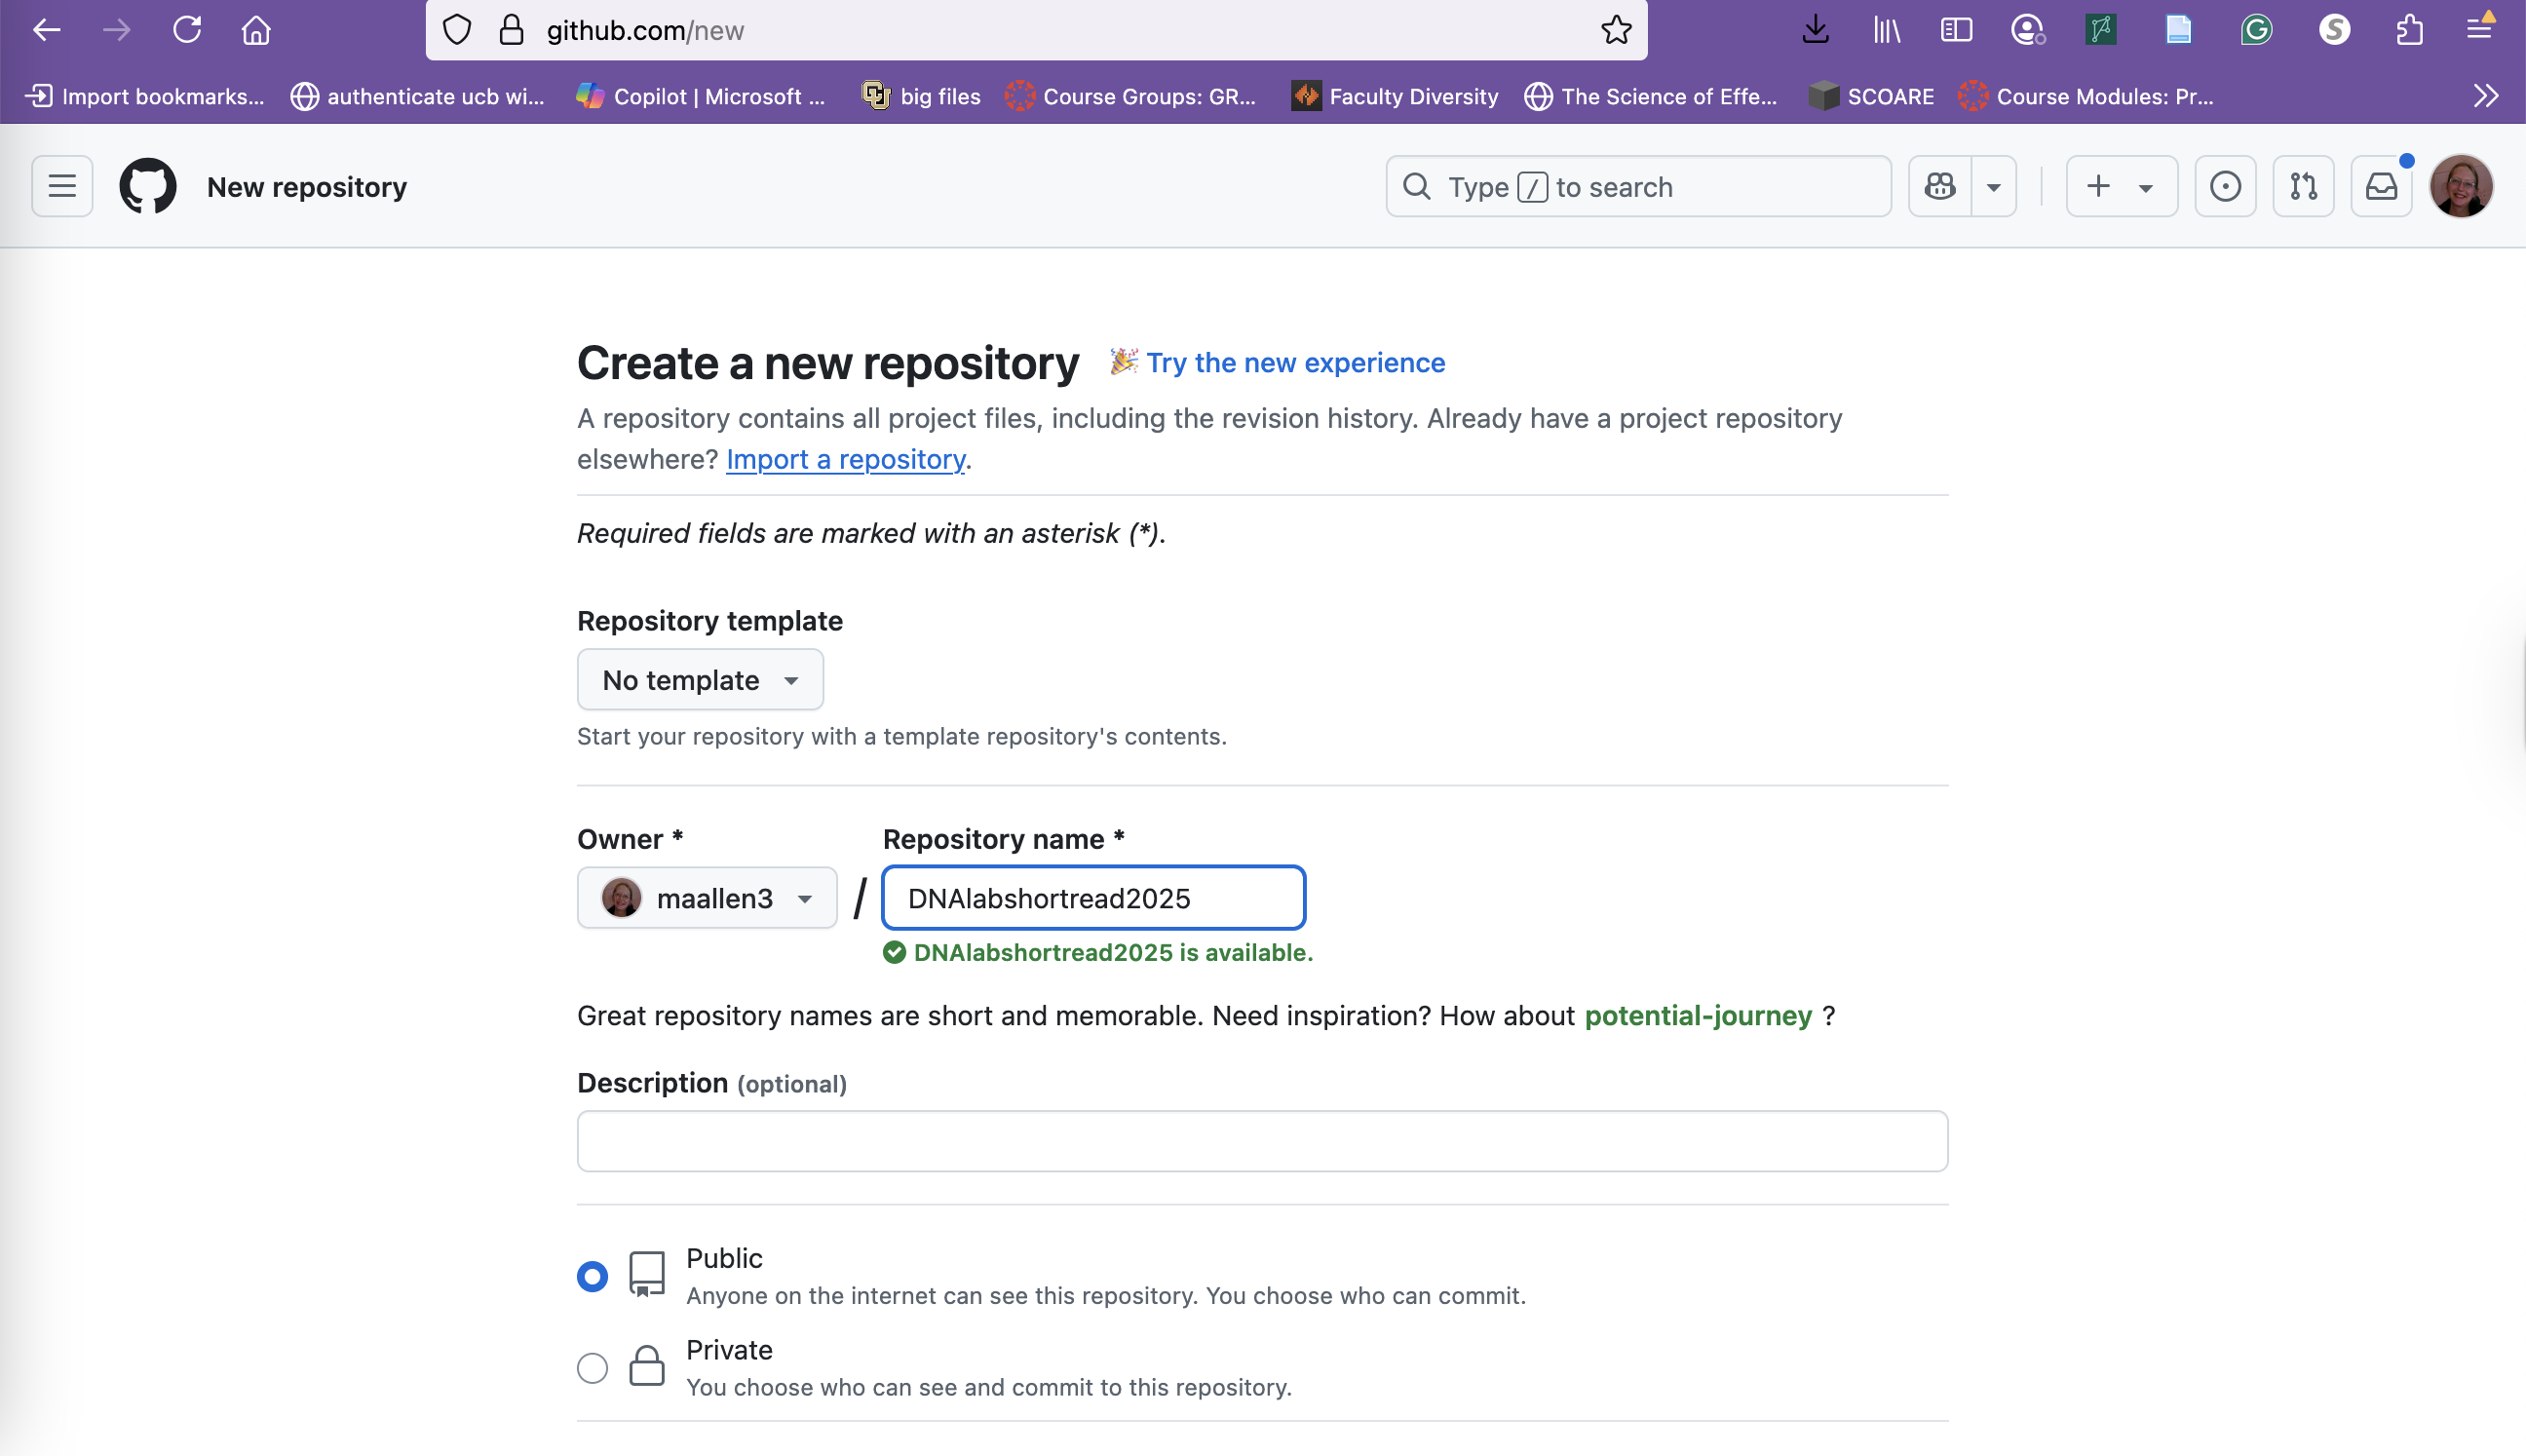 github.com/new
Import bookmarks...
authenticate ucb wi...
Copilot | Microsoft ...
big files
Course Groups: GR...
Faculty Diversity
The Science of Effe...
SCOARE
Course Modules: Pr...
New repository
Type / to search
Create a new repository
Try the new experience
A repository contains all project files, including the revision history. Already have a project repository
elsewhere? Import a repository.
Required fields are marked with an asterisk (*).
Repository template
No template
Start your repository with a template repository's contents.
Owner *
Repository name *
maallen3
/
DNAlabshortread2025
DNAlabshortread2025 is available.
Great repository names are short and memorable. Need inspiration? How about potential-journey ?
Description (optional)
Public
Anyone on the internet can see this repository. You choose who can commit.
Private
You choose who can see and commit to this repository.